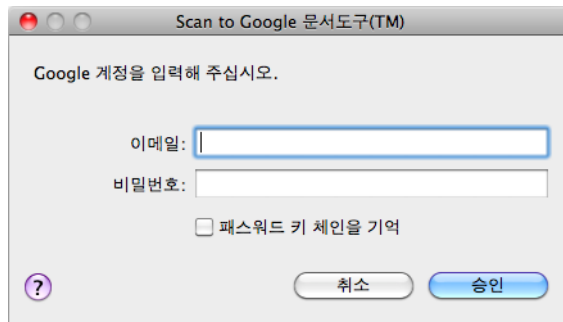 Scan to Google 문서도구(TM)
Google 계정을 입력해 주십시오.
이메일:
비밀번호:
패스워드 키 체인을 기억
?
취소
승인